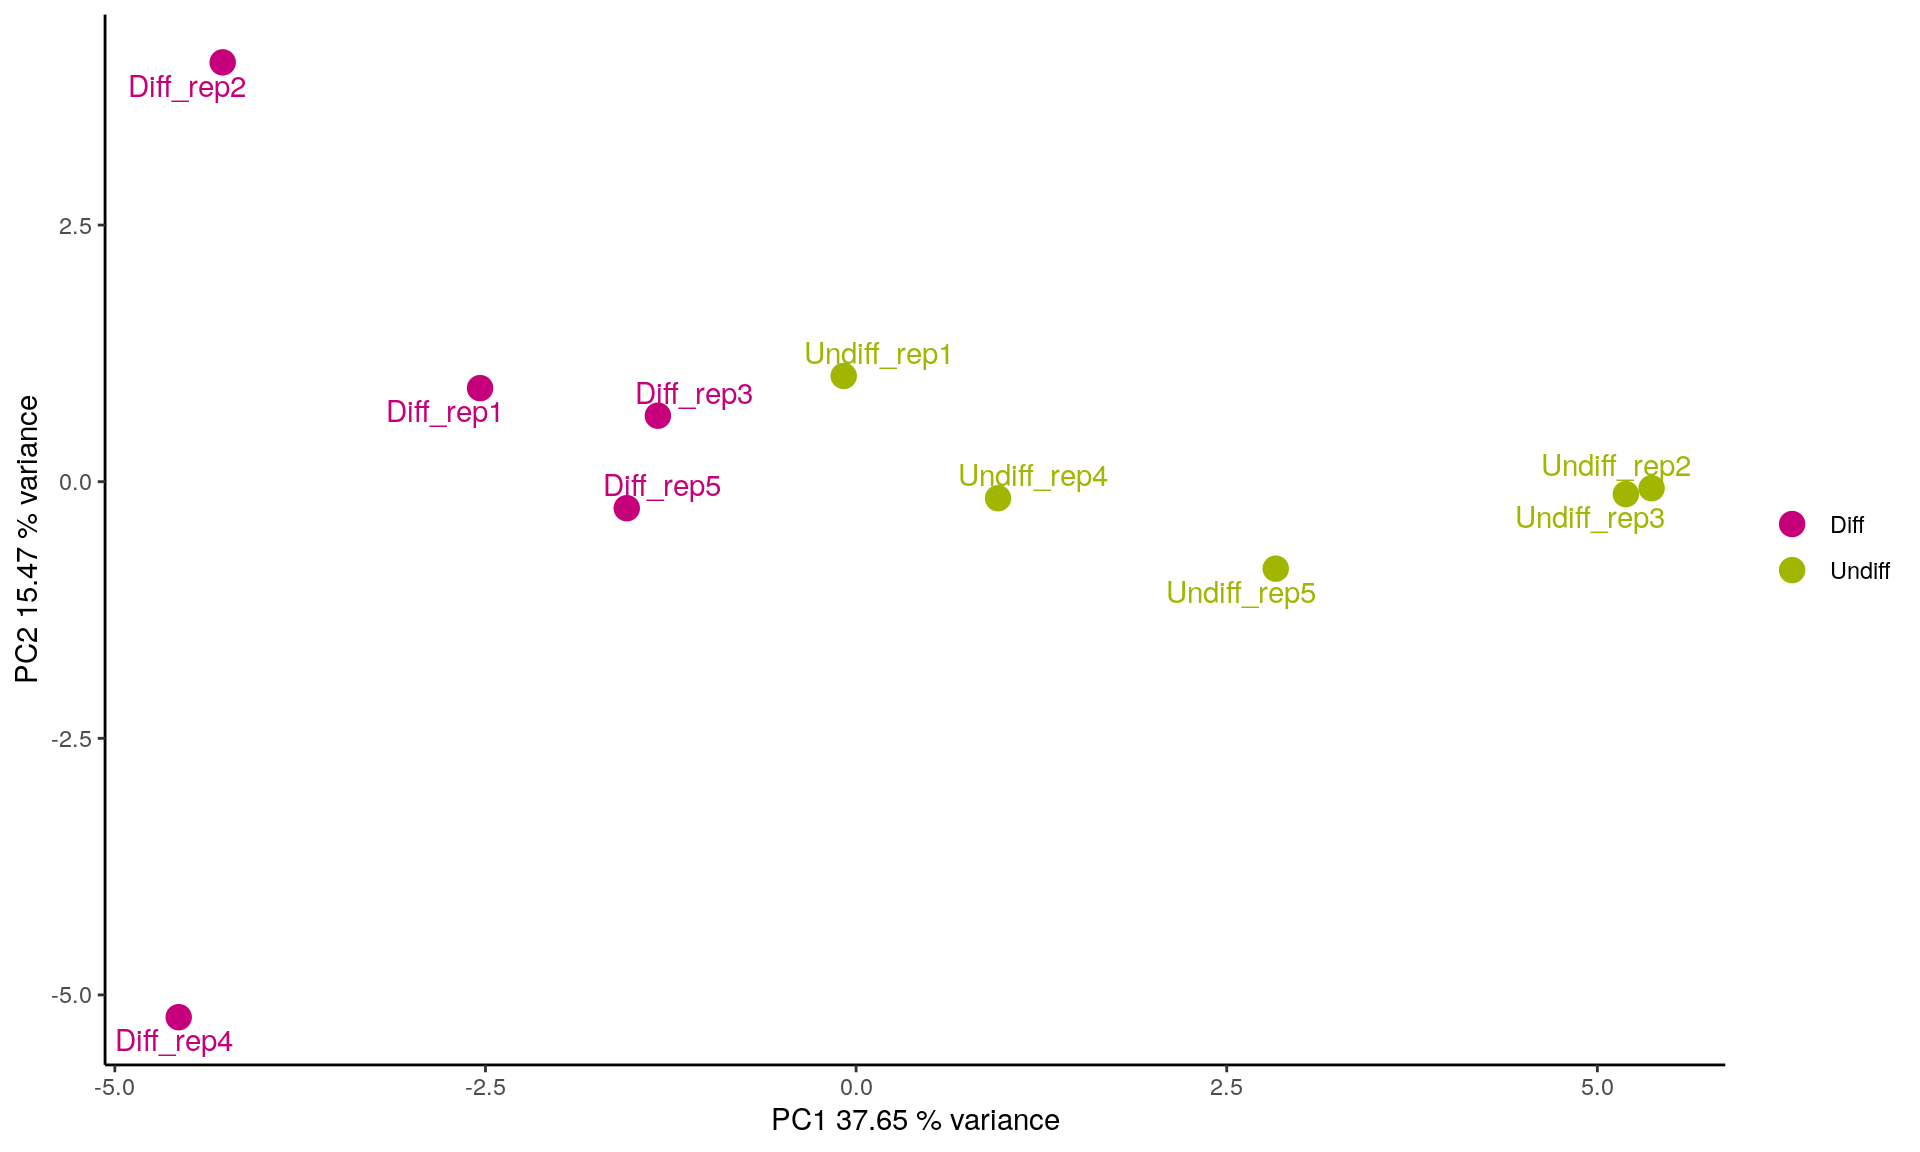 Diff_rep2
2.5
Undiff_rep1
Diff_rep3
Diff_rep1
Undiff_rep2
Undiff_rep4
0.0
Diff_rep5
Undiff_rep3
Diff
Undiff
Undiff_rep5
PC2 15.47 % variance
-2.5
-5.0
Diff_rep4
-5.0
-2.5
0.0
2.5
5.0
PC1 37.65 % variance